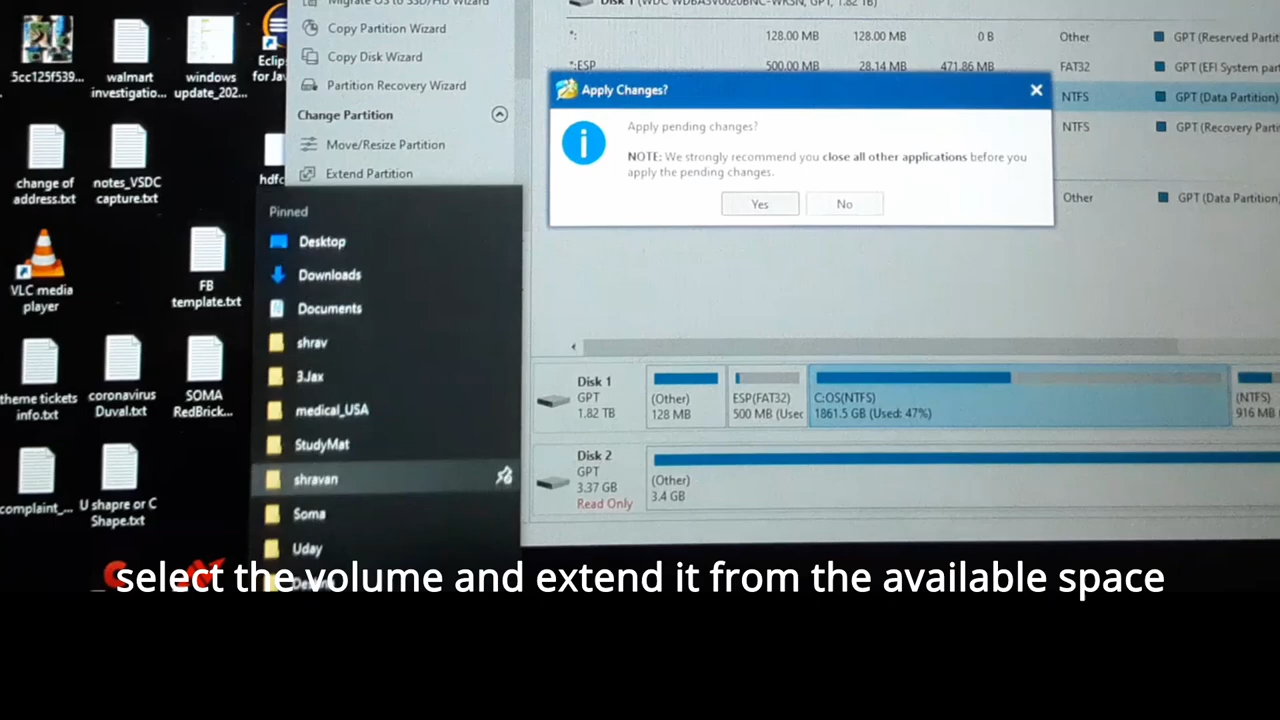 5cc125f539...
walmart
investigatio...
windows
update_202...
Eclip
for Jav
change of
address.txt
notes_VSDC
capture.txt
hdfc
VLC media
player
FB
template.txt
theme tickets
info.txt
coronavirus
Duval.txt
SOMA
RedBrick...
complaint_...
U shapre or C
Shape.txt
Copy Partition Wizard
Copy Disk Wizard
Partition Recovery Wizard
Change Partition
Move/Resize Partition
Extend Partition
Pinned
Desktop
Downloads
Documents
shrav
3.Jax
medical_USA
StudyMat
shravan
Soma
Uday
*: 128.00 MB 128.00 MB 0 B Other GPT (Reserved Partit
*:ESP 500.00 MB 28.14 MB 471.86 MB FAT32 GPT (EFI System part
NTFS GPT (Data Partition)
NTFS GPT (Recovery Parti
Other GPT (Data Partition)
Apply Changes?
Apply pending changes?
NOTE: We strongly recommend you close all other applications before you
apply the pending changes.
Yes No
Disk 1
GPT
1.82 TB
(Other)
128 MB
ESP(FAT32)
500 MB (Usec
C:OS(NTFS)
1861.5 GB (Used: 47%)
(NTFS)
916 MB (
Disk 2
GPT
3.37 GB
Read Only
(Other)
3.4 GB
select the volume and extend it from the available space